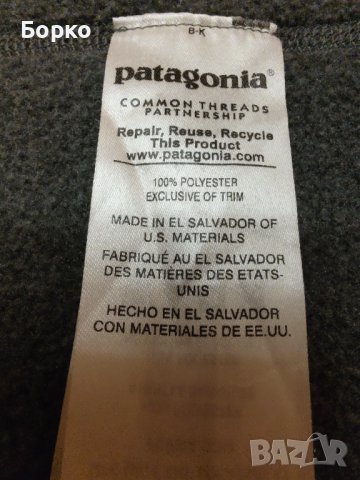 Борко
8-K
patagonia®
COMMON THREADS
PARTNERSHIP
Repair, Reuse, Recycle
This Product
www.patagonia.com
100% POLYESTER
EXCLUSIVE OF TRIM
MADE IN EL SALVADOR OF
U.S. MATERIALS
FABRIQUÉ AU EL SALVADOR
DES MATIÈRES DES ETATS-
UNIS
HECHO EN EL SALVADOR
CON MATERIALES DE EE.UU.
BAZAR